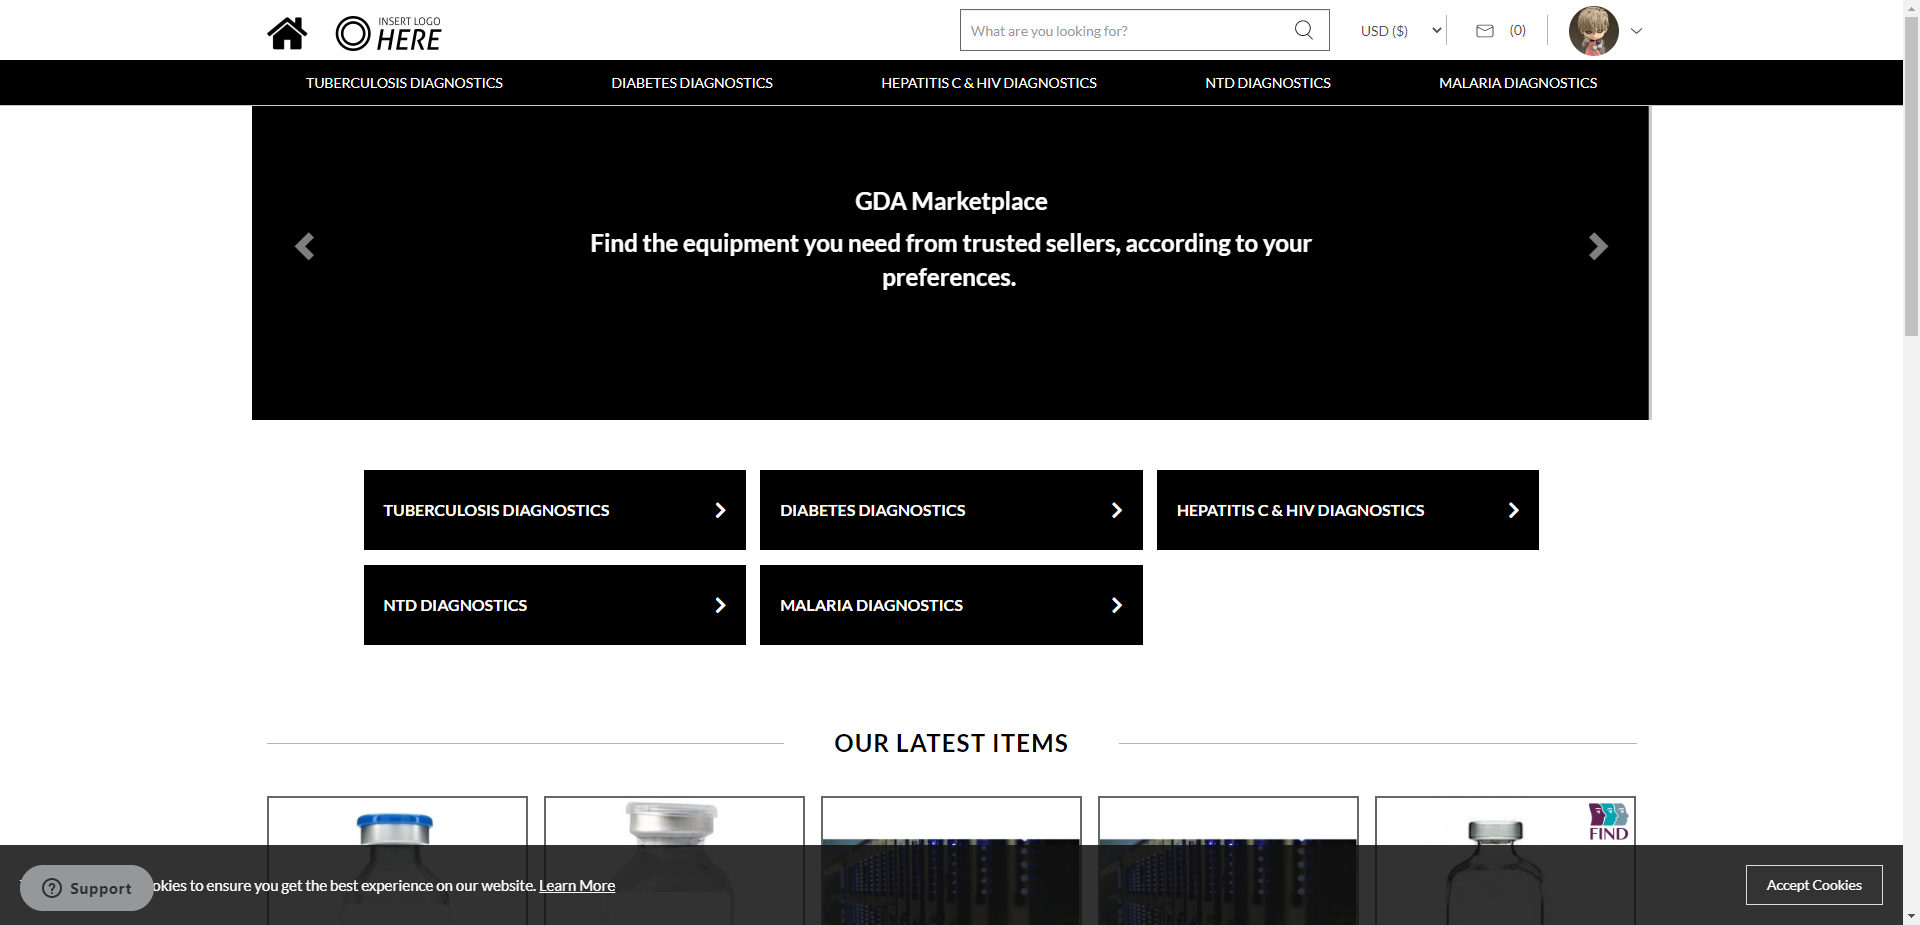 INSERT LOGO
HERE
What are you looking for?
USD ($)
(0)
TUBERCULOSIS DIAGNOSTICS
DIABETES DIAGNOSTICS
HEPATITIS C & HIV DIAGNOSTICS
NTD DIAGNOSTICS
MALARIA DIAGNOSTICS
GDA Marketplace
Find the equipment you need from trusted sellers, according to your
preferences.
TUBERCULOSIS DIAGNOSTICS
DIABETES DIAGNOSTICS
HEPATITIS C & HIV DIAGNOSTICS
NTD DIAGNOSTICS
MALARIA DIAGNOSTICS
OUR LATEST ITEMS
FIND
Support
okies to ensure you get the best experience on our website. Learn More
Accept Cookies